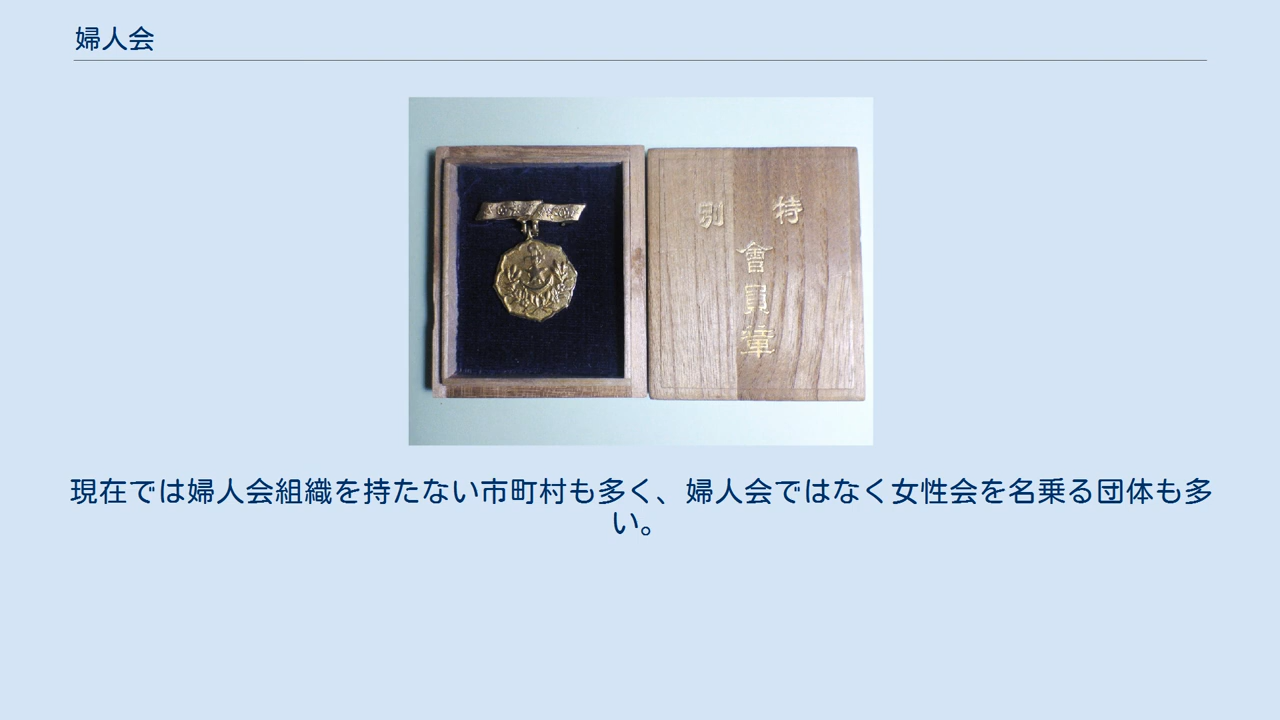 婦人会
特別
會員章
現在では婦人会組織を持たない市町村も多く、婦人会ではなく女性会を名乗る団体も多
い。